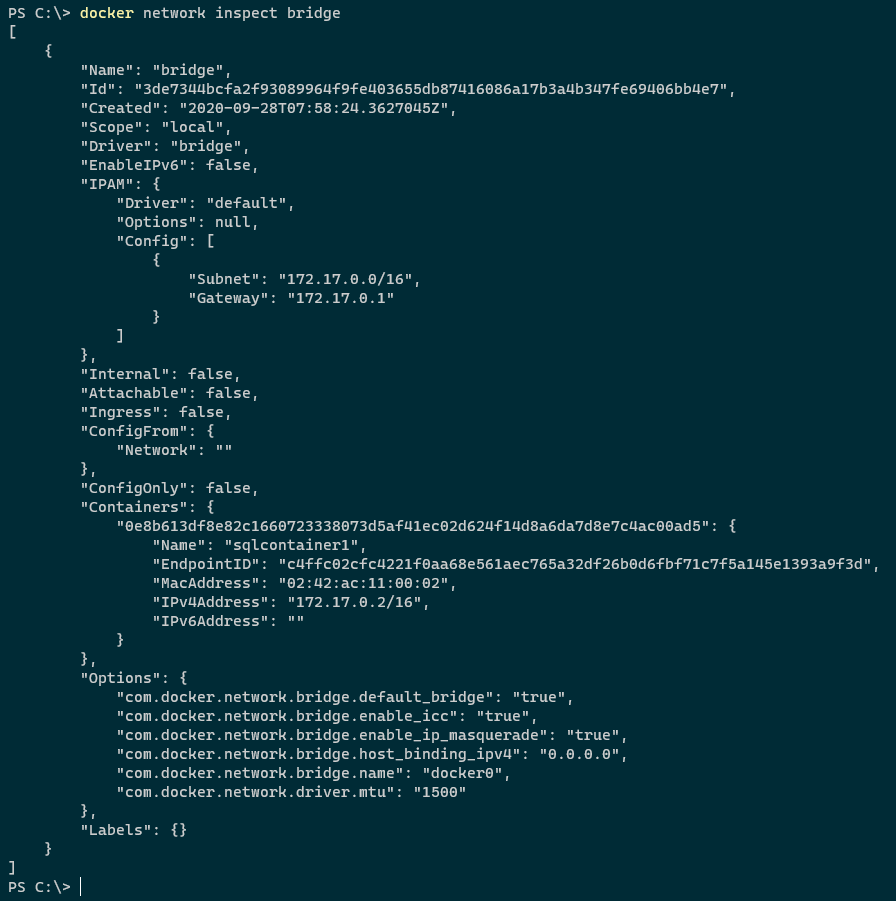 PS C:\> docker network inspect bridge
[
    {
        "Name": "bridge",
        "Id": "3de7344bcfa2f93089964f9fe403655db87416086a17b3a4b347fe69406bb4e7",
        "Created": "2020-09-28T07:58:24.3627045Z",
        "Scope": "local",
        "Driver": "bridge",
        "EnableIPv6": false,
        "IPAM": {
            "Driver": "default",
            "Options": null,
            "Config": [
                {
                    "Subnet": "172.17.0.0/16",
                    "Gateway": "172.17.0.1"
                }
            ]
        },
        "Internal": false,
        "Attachable": false,
        "Ingress": false,
        "ConfigFrom": {
            "Network": ""
        },
        "ConfigOnly": false,
        "Containers": {
            "0e8b613df8e82c1660723338073d5af41ec02d624f14d8a6da7d8e7c4ac00ad5": {
                "Name": "sqlcontainer1",
                "EndpointID": "c4ffc02cfc4221f0aa68e561aec765a32df26b0d6fbf71c7f5a145e1393a9f3d",
                "MacAddress": "02:42:ac:11:00:02",
                "IPv4Address": "172.17.0.2/16",
                "IPv6Address": ""
            }
        },
        "Options": {
            "com.docker.network.bridge.default_bridge": "true",
            "com.docker.network.bridge.enable_icc": "true",
            "com.docker.network.bridge.enable_ip_masquerade": "true",
            "com.docker.network.bridge.host_binding_ipv4": "0.0.0.0",
            "com.docker.network.bridge.name": "docker0",
            "com.docker.network.driver.mtu": "1500"
        },
        "Labels": {}
    }
]
PS C:\>